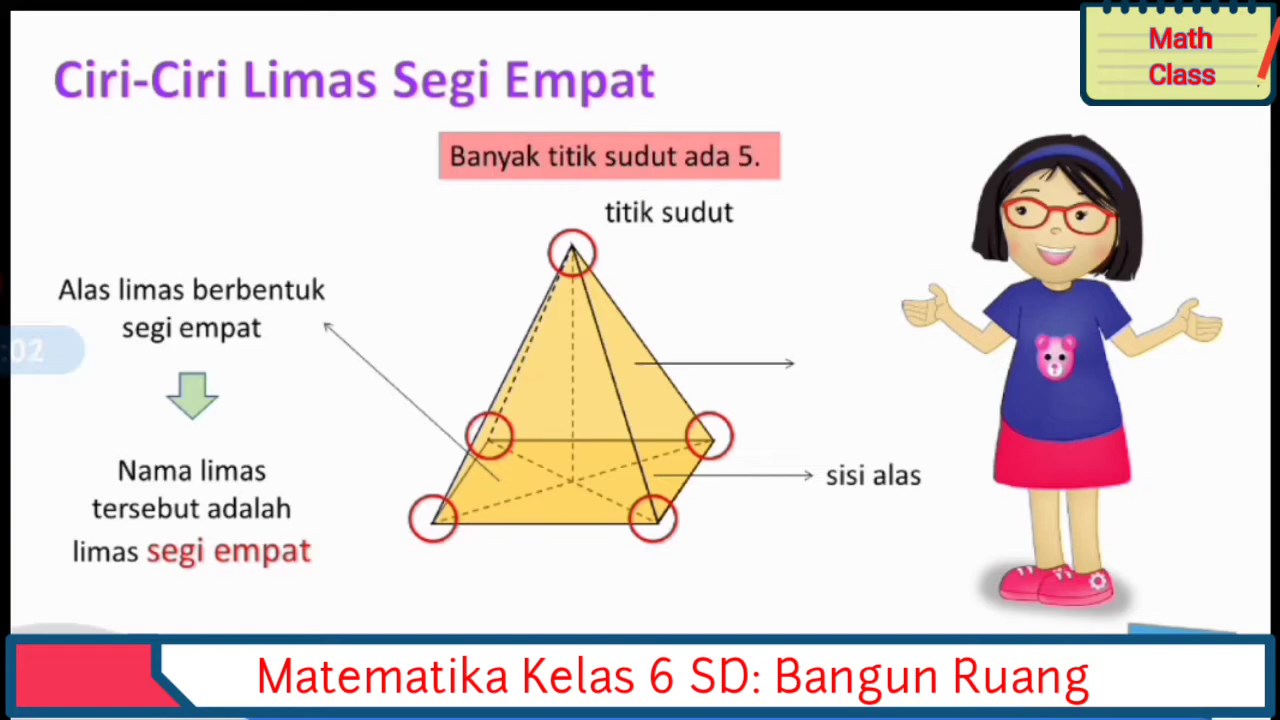 Ciri-Ciri Limas Segi Empat
Math
Class
Banyak titik sudut ada 5.
titik sudut
Alas limas berbentuk
segi empat
:02
sisi alas
Nama limas
tersebut adalah
limas segi empat
Matematika Kelas 6 SD: Bangun Ruang